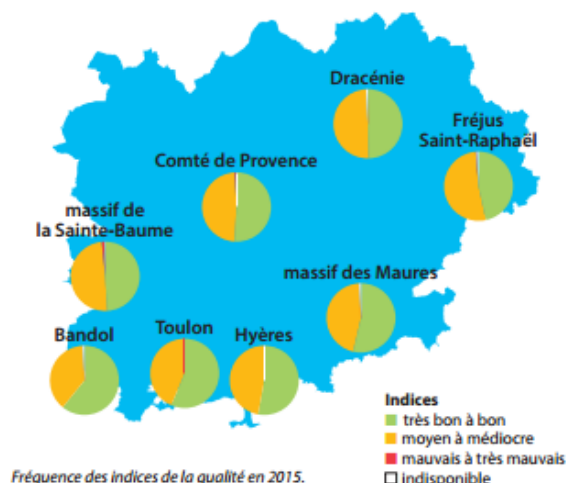 Dracénie
Fréjus
Saint-Raphaël
Comté de Provence
massif de
la Sainte-Baume
massif des Maures
Bandol
Toulon
Hyères
Indices
très bon à bon
moyen à médiocre
mauvais à très mauvais
indisponible
Fréquence des indices de la qualité en 2015.